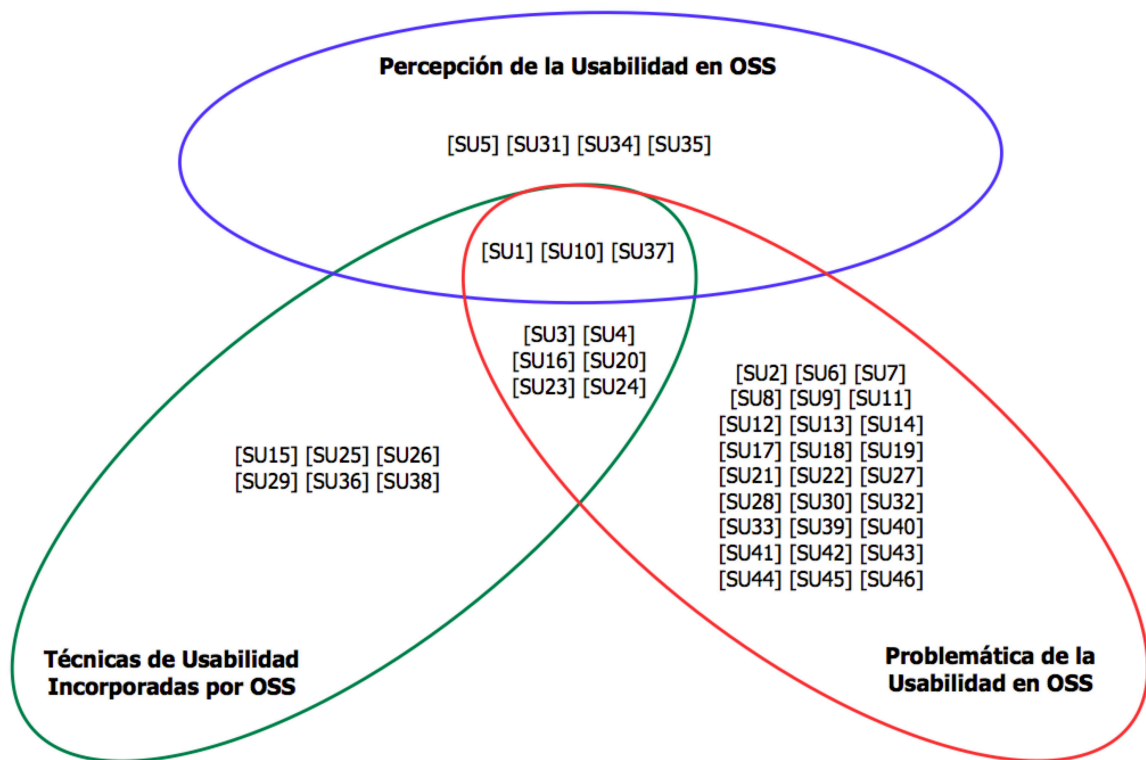 Percepción de la Usabilidad en OSS
[SU5] [SU31] [SU34] [SU35]
[SU1] [SU10] [SU37]
[SU3] [SU4]
[SU16] [SU20]
[SU23] [SU24]
[SU2] [SU6] [SU7]
[SU8] [SU9] [SU11]
[SU12] [SU13] [SU14]
[SU17] [SU18] [SU19]
[SU21] [SU22] [SU27]
[SU28] [SU30] [SU32]
[SU33] [SU39] [SU40]
[SU41] [SU42] [SU43]
[SU44] [SU45] [SU46]
[SU15] [SU25] [SU26]
[SU29] [SU36] [SU38]
Técnicas de Usabilidad
Incorporadas por OSS
Problemática de la
Usabilidad en OSS